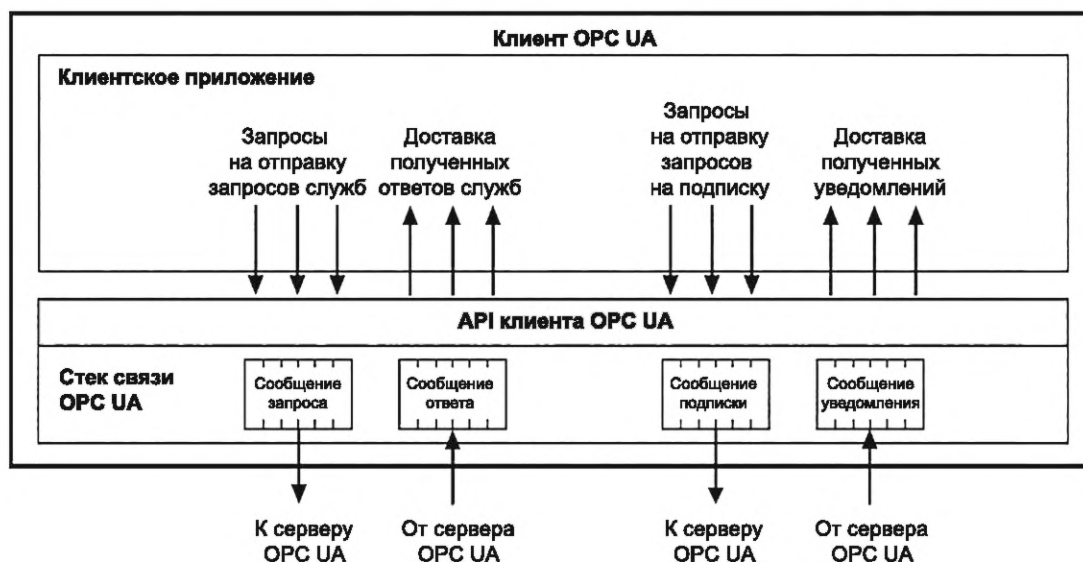 Клиент OPC UA
Клиентское приложение
Запросы
на отправку
запросов служб
Доставка
полученных
ответов служб
Запросы
на отправку
запросов
на подписку
Доставка
полученных
уведомлений
API клиента OPC UA
Стек связи
OPC UA
Сообщение
запроса
Сообщение
ответа
Сообщение
подписки
Сообщение
уведомления
К серверу
OPC UA
От сервера
OPC UA
К серверу
OPC UA
От сервера
OPC UA